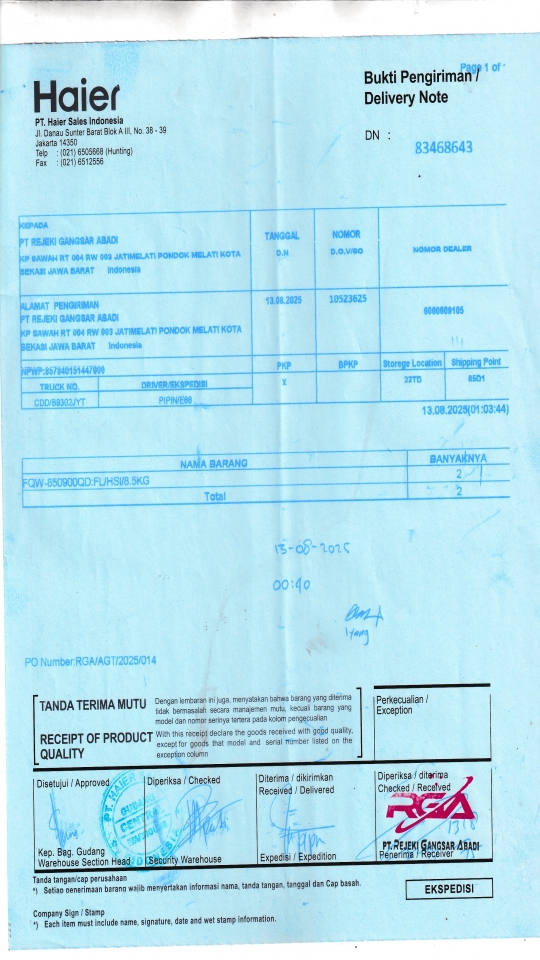 Page 1 of
Haier
Bukti Pengiriman /
Delivery Note
PT. Haier Sales Indonesia
Jl. Danau Sunter Barat Blok A III, No. 38 - 39
Jakarta 14350
Telp : (021) 6505668 (Hunting)
Fax : (021) 6512556
DN : 83468643
KEPADA
PT REJEKI GANGSAR ABADI
KP SAWAH RT 004 RW 003 JATIMELATI PONDOK MELATI KOTA
BEKASI JAWA BARAT Indonesia
TANGGAL
D.N
NOMOR
D.O,V/GO
NOMOR DEALER
ALAMAT PENGIRIMAN
PT REJEKI GANGSAR ABADI
KP SAWAH RT 004 RW 003 JATIMELATI PONDOK MELATI KOTA
BEKASI JAWA BARAT Indonesia
13.08.2025
10523625
NPWP:857840151447000
PKP
BPKP
Storege Location
Shipping Point
TRUCK NO.
DRIVER/EKSPEDISI
X
22TD
85D1
PIPIN/E86
13.08.2025(01:03:44)
NAMA BARANG BANYAKNYA
FQW-850900QD:FL/HSI/8.5KG 2
Total 2
13-08-2025
00:40
PO Number:RGA/AGT/2025/014
TANDA TERIMA MUTU
Dengan lembaran ini juga, menyatakan bahwa barang yang diterima
tidak bermasalah secara manajemen mutu, kecuali barang yang
model dan nomor serinya tertera pada kolom pengecualian
RECEIPT OF PRODUCT
QUALITY
With this receipt declare the goods received with good quality,
except for goods that model and serial number listed on the
exception column
Perkecualian /
Exception
Disetujui / Approved
Diperiksa / Checked
Diterima / dikirimkan
Received / Delivered
Diperiksa / diterima
Checked / Received
PT. HAIER
GUDANG
RGA
PT. REJEKI GANGSAR ABADI
Kep. Bag. Gudang
Warehouse Section Head
Security Warehouse
Expedisi / Expedition
Penerima / Receiver
Tanda tangan/cap perusahaan
*) Setiao penerimaan barang wajib menyertakan informasi nama, tanda tangan, tanggal dan Cap basah.
EKSPEDISI
Company Sign / Stamp
*) Each item must include name, signature, date and wet stamp information.